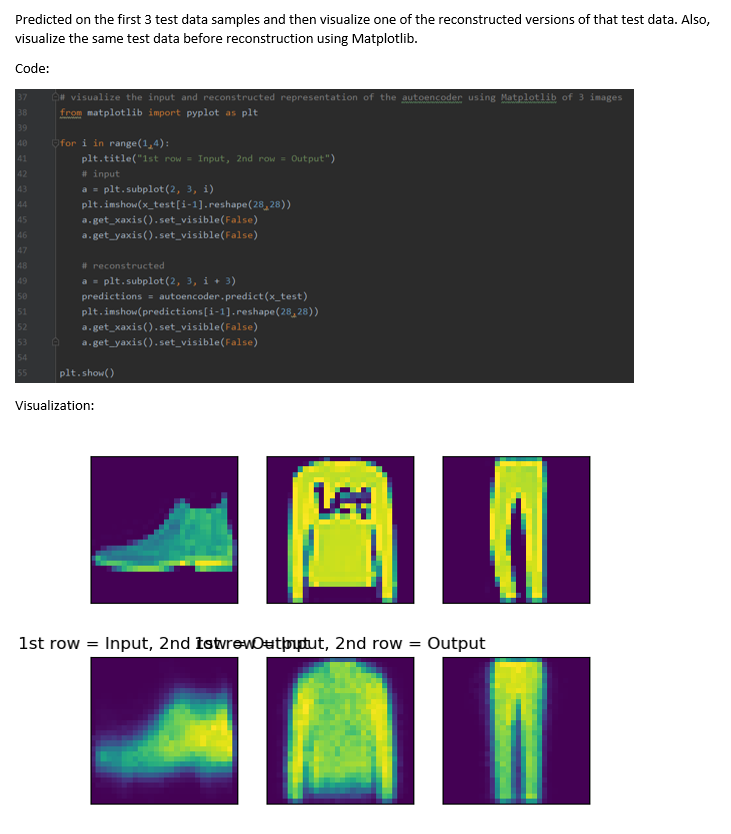 Predicted on the first 3 test data samples and then visualize one of the reconstructed versions of that test data. Also,
visualize the same test data before reconstruction using Matplotlib.
Code:
37 # visualize the input and reconstructed representation of the autoencoder using Matplotlib of 3 images
38 from matplotlib import pyplot as plt
39
40 for i in range(1,4):
41 plt.title("1st row = Input, 2nd row = Output")
42 # input
43 a = plt.subplot(2, 3, i)
44 plt.imshow(x_test[i-1].reshape(28,28))
45 a.get_xaxis().set_visible(False)
46 a.get_yaxis().set_visible(False)
47
48 # reconstructed
49 a = plt.subplot(2, 3, i + 3)
50 predictions = autoencoder.predict(x_test)
51 plt.imshow(predictions[i-1].reshape(28,28))
52 a.get_xaxis().set_visible(False)
53 a.get_yaxis().set_visible(False)
54
55 plt.show()
Visualization:
1st row = Input, 2nd row = Output 1st row = Input, 2nd row = Output